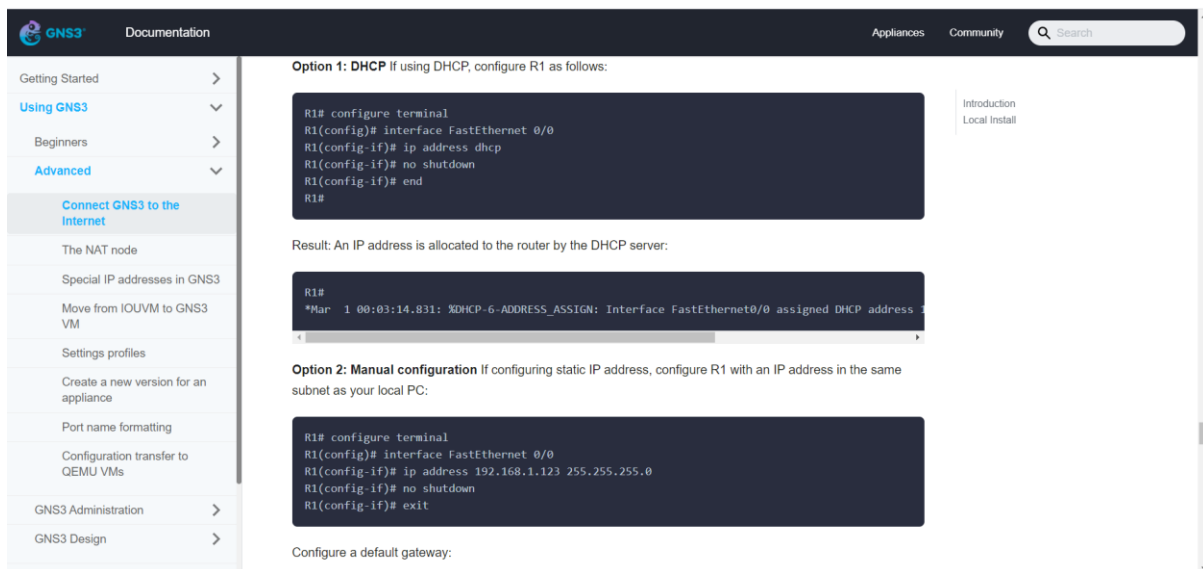 GNS3
Documentation
Appliances
Community
Search
Getting Started
Using GNS3
Beginners
Advanced
Connect GNS3 to the
Internet
The NAT node
Special IP addresses in GNS3
Move from IOUVM to GNS3
VM
Settings profiles
Create a new version for an
appliance
Port name formatting
Configuration transfer to
QEMU VMs
GNS3 Administration
GNS3 Design
Option 1: DHCP If using DHCP, configure R1 as follows:
R1# configure terminal
R1(config)# interface FastEthernet 0/0
R1(config-if)# ip address dhcp
R1(config-if)# no shutdown
R1(config-if)# end
R1#
Result: An IP address is allocated to the router by the DHCP server:
R1#
*Mar  1 00:03:14.831: %DHCP-6-ADDRESS_ASSIGN: Interface FastEthernet0/0 assigned DHCP address
Option 2: Manual configuration If configuring static IP address, configure R1 with an IP address in the same
subnet as your local PC:
R1# configure terminal
R1(config)# interface FastEthernet 0/0
R1(config-if)# ip address 192.168.1.123 255.255.255.0
R1(config-if)# no shutdown
R1(config-if)# exit
Configure a default gateway:
Introduction
Local Install